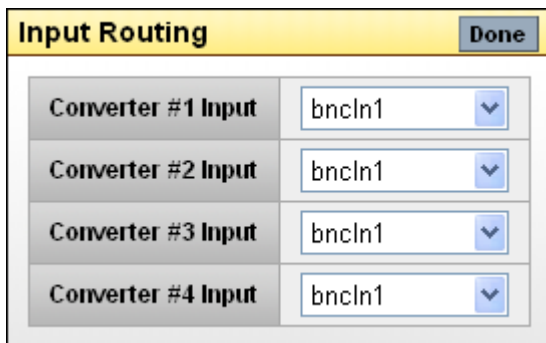 Input Routing Done
Converter #1 Input bncIn1
Converter #2 Input bncIn1
Converter #3 Input bncIn1
Converter #4 Input bncIn1